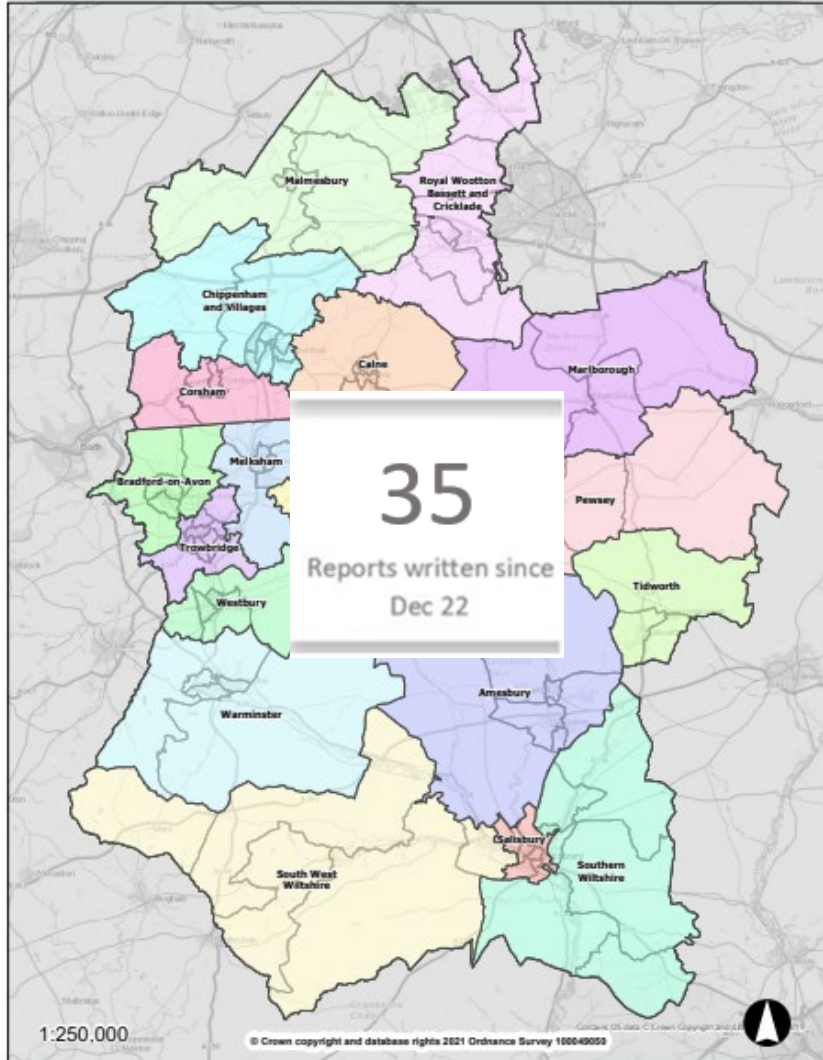 Malmesbury
Royal Wootton
Bassett and
Cricklade
Chippenham
and Villages
Calne
Marlborough
Corsham
Melksham
Bradford-on-Avon
Pewsey
Trowbridge
Tidworth
Westbury
35
Reports written since
Dec 22
Amesbury
Warminster
Salisbury
South West
Wiltshire
Southern
Wiltshire
1:250,000
© Crown copyright and database rights 2021 Ordnance Survey 100049050